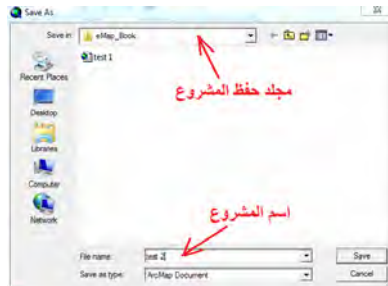 Save As
Save in:
eMap_Book
test 1
Recent Places
Desktop
Libraries
Computer
Network
مجلد حفظ المشروع
اسم المشروع
File name:
test 2
Save
Save as type:
ArcMap Document
Cancel